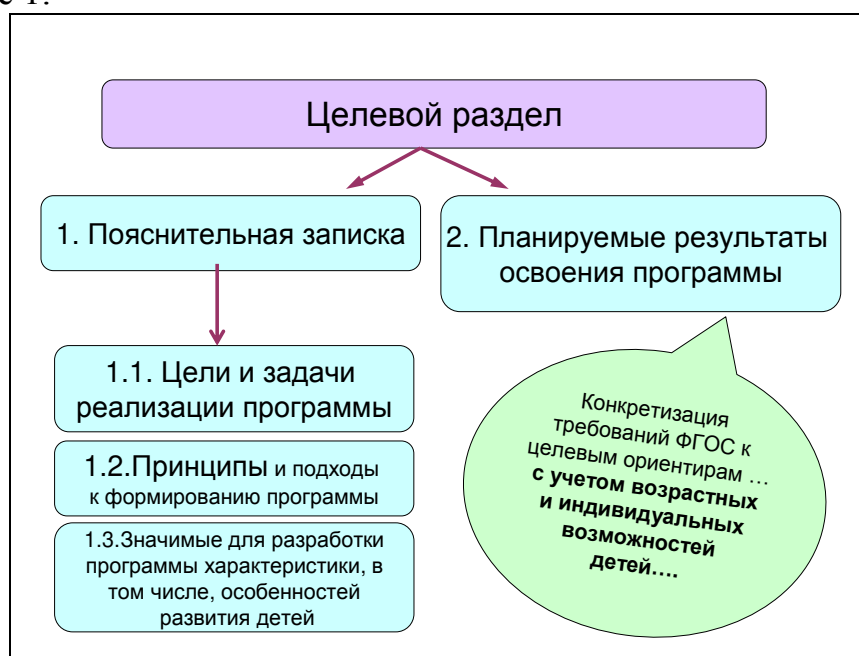 Целевой раздел
1. Пояснительная записка
2. Планируемые результаты
освоения программы
1.1. Цели и задачи
реализации программы
1.2.Принципы и подходы
к формированию программы
1.3.Значимые для разработки
программы характеристики, в
том числе, особенностей
развития детей
Конкретизация
требований ФГОС к
целевым ориентирам …
с учетом возрастных
и индивидуальных
возможностей
детей….